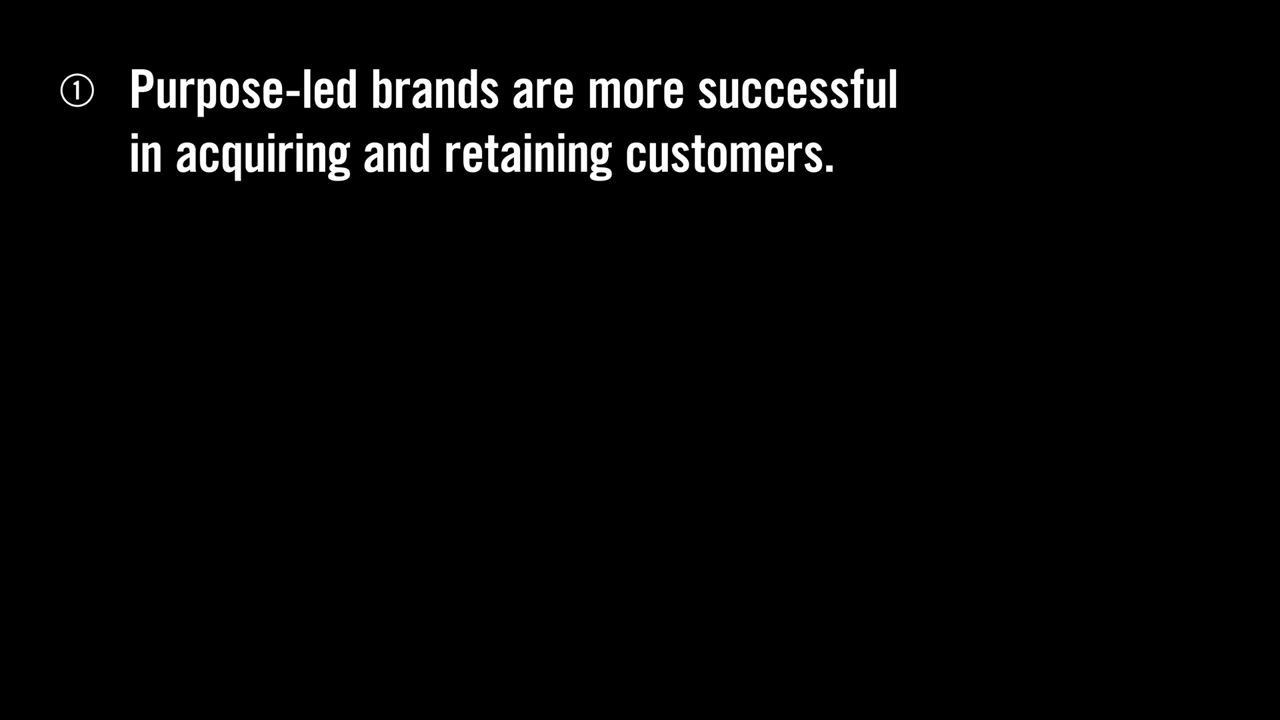 ① Purpose-led brands are more successful
in acquiring and retaining customers.